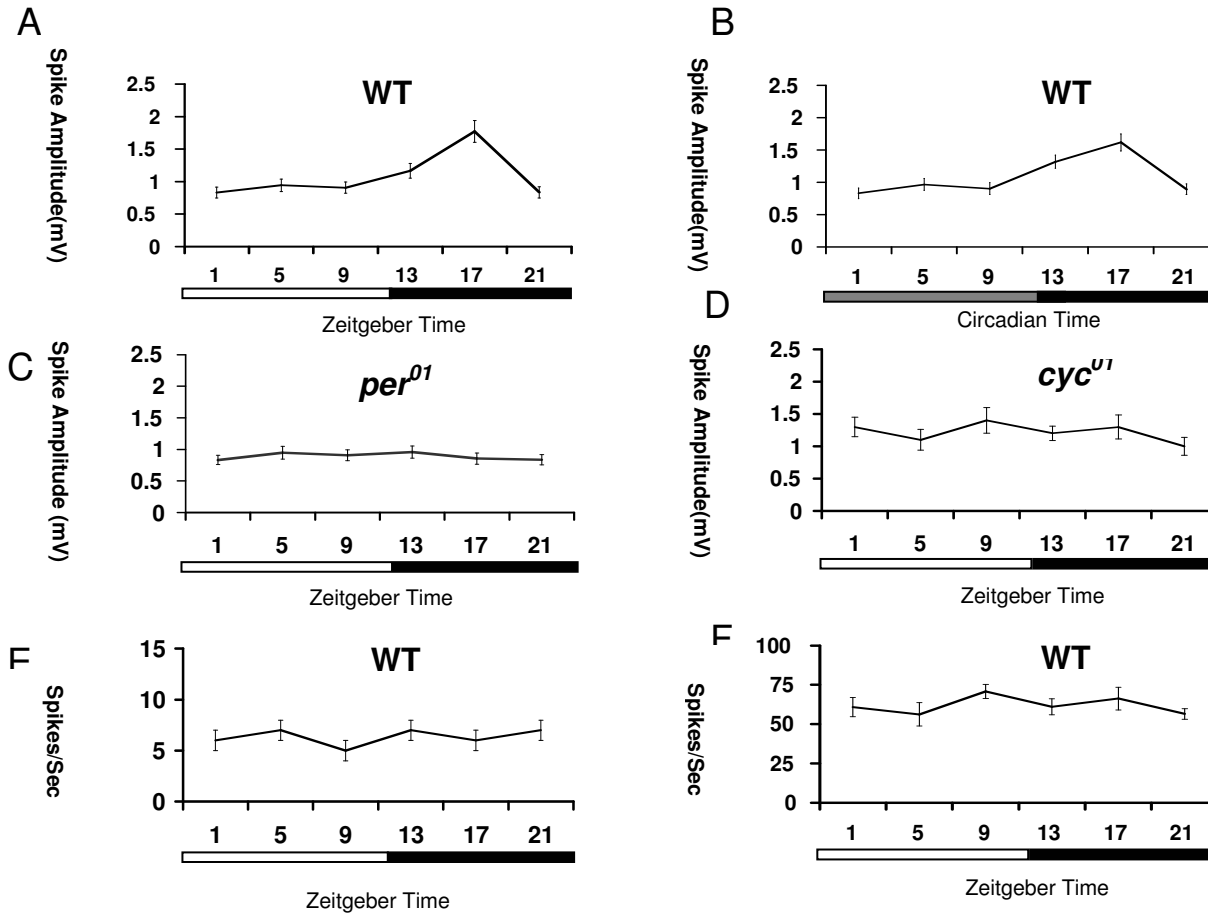 A
Spike Amplitude(mV)
WT
2.5
2
1.5
1
0.5
0
1 5 9 13 17 21
Zeitgeber Time
B
Spike Amplitude(mV)
WT
2.5
2
1.5
1
0.5
0
1 5 9 13 17 21
Circadian Time
C
Spike Amplitude (mV)
per01
2.5
2
1.5
1
0.5
0
1 5 9 13 17 21
Zeitgeber Time
D
Spike Amplitude(mV)
cyc01
2.5
2
1.5
1
0.5
0
1 5 9 13 17 21
Zeitgeber Time
Spikes/Sec
WT
15
10
5
0
1 5 9 13 17 21
Zeitgeber Time
Spikes/Sec
WT
100
75
50
25
0
1 5 9 13 17 21
Zeitgeber Time